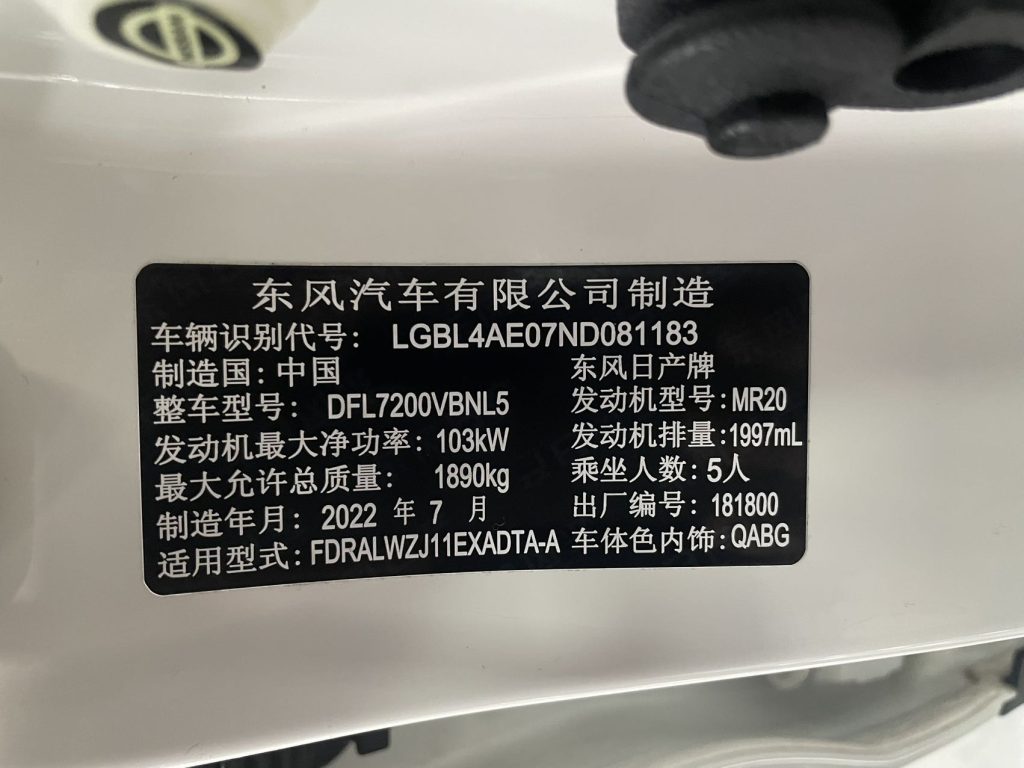 东风汽车有限公司制造
车辆识别代号： LGBL4AE07ND081183
制造国：中国 东风日产牌
整车型号： DFL7200VBNL5 发动机型号：MR20
发动机最大净功率：103kW 发动机排量：1997mL
最大允许总质量： 1890kg 乘坐人数：5人
制造年月：2022 年 7 月 出厂编号：181800
适用型式：FDRALWZJ11EXADTA-A 车体色内饰：QABG